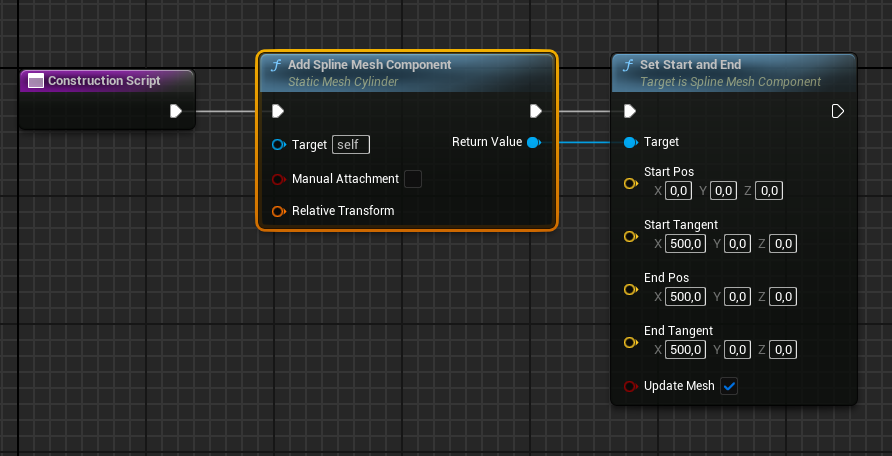 Construction Script
Add Spline Mesh Component
Static Mesh Cylinder
Target self
Return Value
Manual Attachment
Relative Transform
Set Start and End
Target is Spline Mesh Component
Target
Start Pos
X 0,0 Y 0,0 Z 0,0
Start Tangent
X 500,0 Y 0,0 Z 0,0
End Pos
X 500,0 Y 0,0 Z 0,0
End Tangent
X 500,0 Y 0,0 Z 0,0
Update Mesh